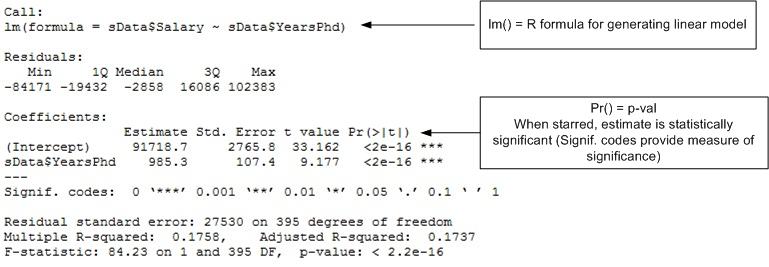 Call:
lm(formula = sData$Salary ~ sData$YearsPhd)
lm() = R formula for generating linear model
Residuals:
Min 1Q Median 3Q Max
-84171 -19432 -2858 16086 102383
Coefficients:
Estimate Std. Error t value Pr(>|t|)
(Intercept) 91718.7 2765.8 33.162 <2e-16 ***
sData$YearsPhd 985.3 107.4 9.177 <2e-16 ***
---
Signif. codes: 0 ‘***’ 0.001 ‘**’ 0.01 ‘*’ 0.05 ‘.’ 0.1 ‘ ’ 1
Pr() = p-val
When starred, estimate is statistically
significant (Signif. codes provide measure of
significance)
Residual standard error: 27530 on 395 degrees of freedom
Multiple R-squared: 0.1758, Adjusted R-squared: 0.1737
F-statistic: 84.23 on 1 and 395 DF, p-value: < 2.2e-16